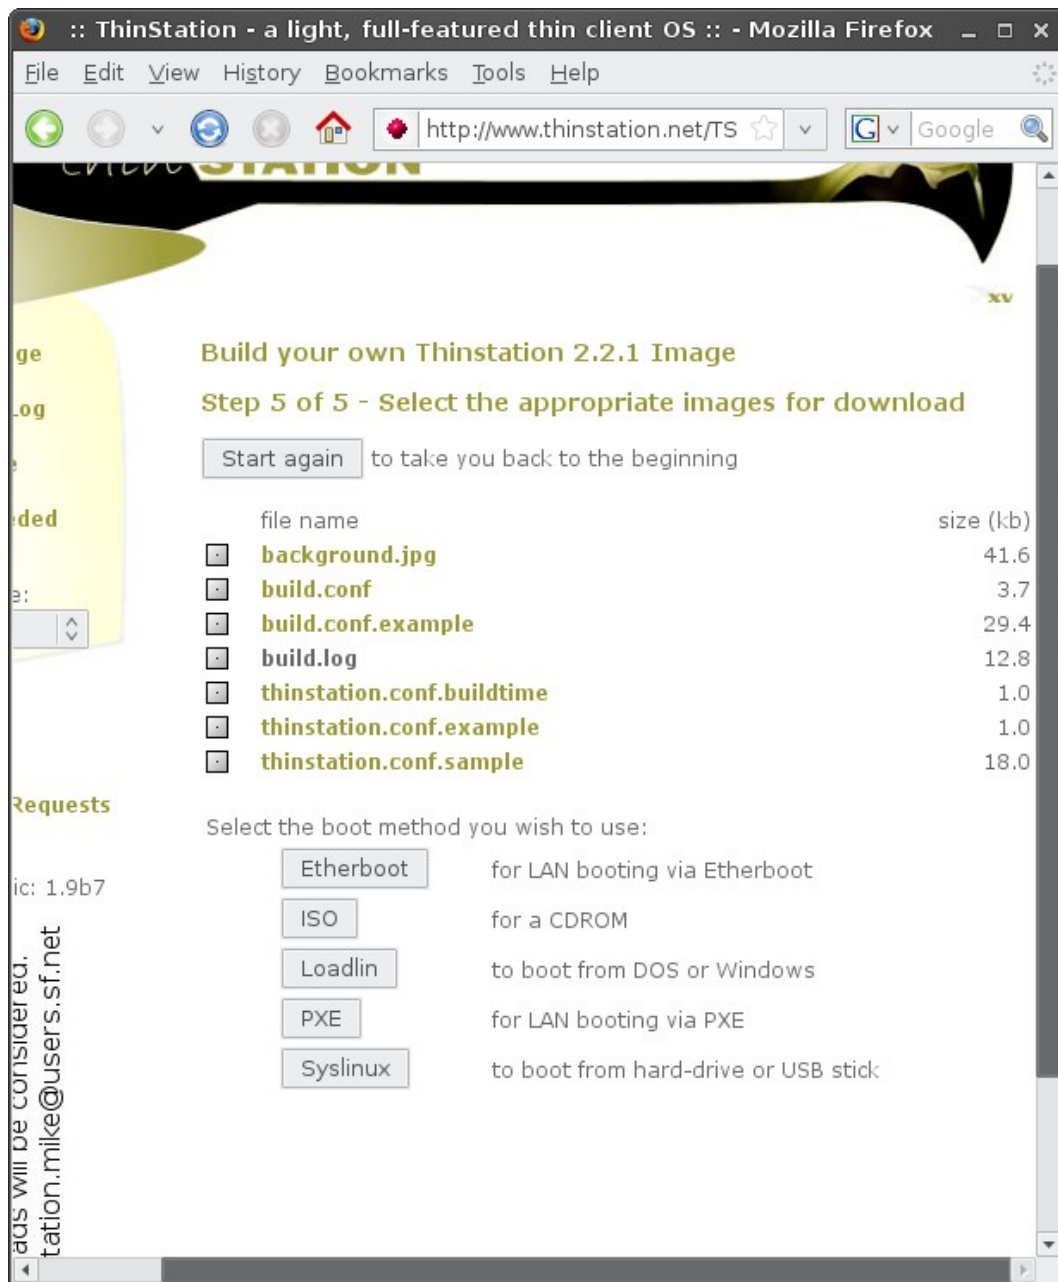 :: ThinStation - a light, full-featured thin client OS :: - Mozilla Firefox
File Edit View History Bookmarks Tools Help
http://www.thinstation.net/TS Google
thin STATION
xv
ge
Log
e
eded
e:
Requests
ic: 1.9b7
ads will be considered.
tation.mike@users.sf.net
Build your own Thinstation 2.2.1 Image
Step 5 of 5 - Select the appropriate images for download
Start again to take you back to the beginning
file name size (kb)
background.jpg 41.6
build.conf 3.7
build.conf.example 29.4
build.log 12.8
thinstation.conf.buildtime 1.0
thinstation.conf.example 1.0
thinstation.conf.sample 18.0
Select the boot method you wish to use:
Etherboot for LAN booting via Etherboot
ISO for a CDROM
Loadlin to boot from DOS or Windows
PXE for LAN booting via PXE
Syslinux to boot from hard-drive or USB stick